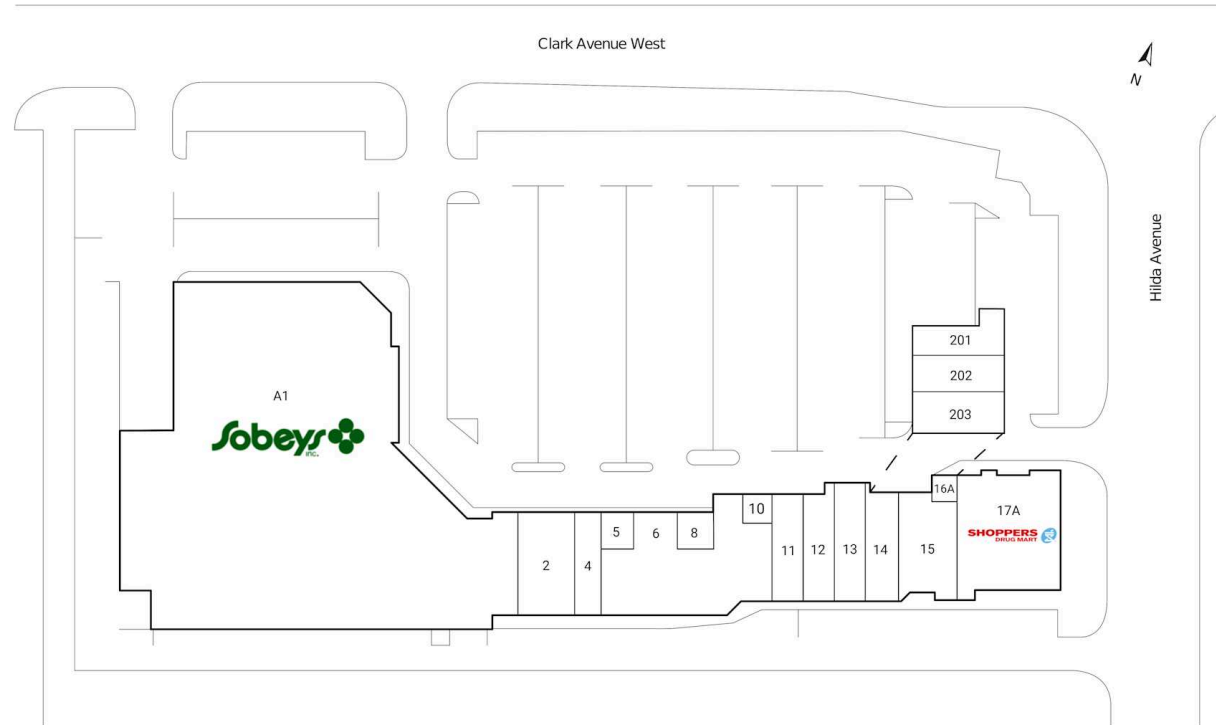 Clark Avenue West
N
Hilda Avenue
201
202
203
A1
Sobeys
inc.
16A
17A
SHOPPERS
DRUG MART
10
5
6
8
11
12
13
14
15
2
4